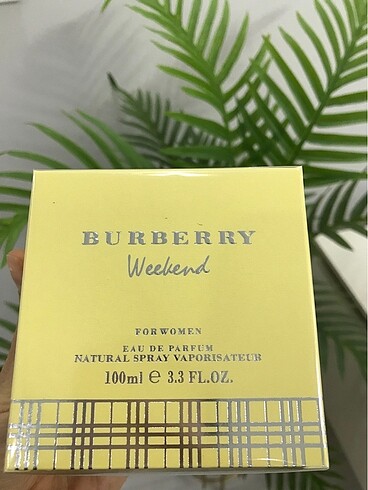 BURBERRY
Weekend
FOR WOMEN
EAU DE PARFUM
NATURAL SPRAY VAPORISATEUR
100ml ℮ 3.3 FL.OZ.